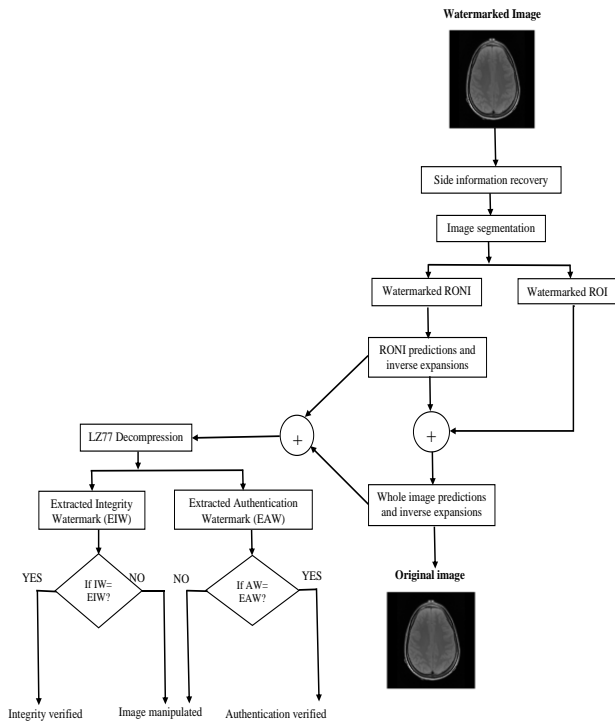 Watermarked Image
Side information recovery
Image segmentation
Watermarked RONI
Watermarked ROI
RONI predictions and
inverse expansions
LZ77 Decompression
+
+
Extracted Integrity
Watermark (EIW)
Extracted Authentication
Watermark (EAW)
Whole image predictions
and inverse expansions
YES
If IW=
EIW?
NO
NO
If AW=
EAW?
YES
Original image
Integrity verified
Image manipulated
Authentication verified